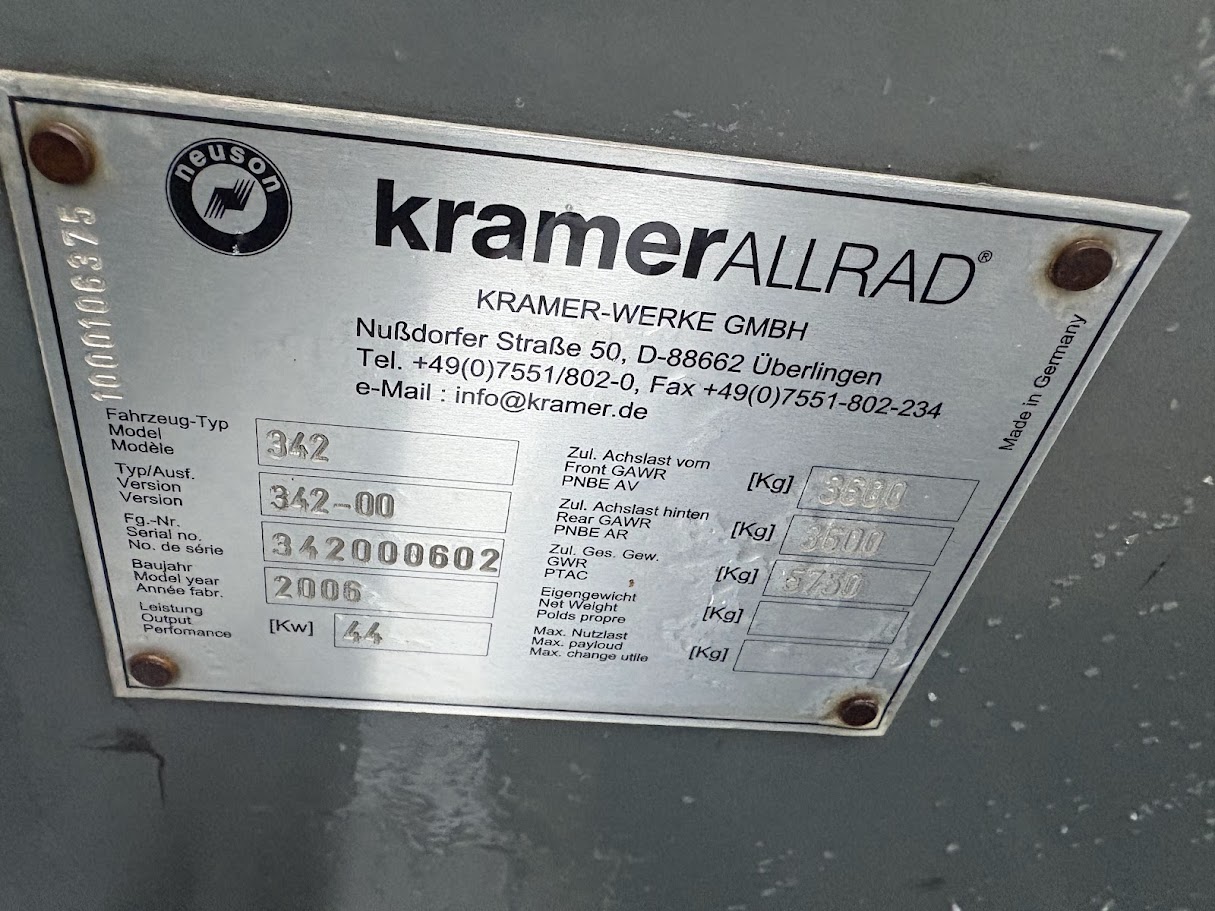 neuson
kramerALLRAD®
KRAMER-WERKE GMBH
Nußdorfer Straße 50, D-88662 Überlingen
Tel. +49(0)7551/802-0, Fax +49(0)7551-802-234
e-Mail : info@kramer.de
1000106375
Made in Germany
Fahrzeug-Typ
Model
Modèle
342
Typ/Ausf.
Version
Version
342-00
Fg.-Nr.
Serial no.
No. de série
342000602
Baujahr
Model year
Année fabr.
2006
Leistung
Output
Perfomance
[Kw] 44
Zul. Achslast vorn
Front GAWR
PNBE AV
[Kg] 3600
Zul. Achslast hinten
Rear GAWR
PNBE AR
[Kg] 3500
Zul. Ges. Gew.
GWR
PTAC
[Kg] 5730
Eigengewicht
Net Weight
Polds propre
[Kg]
Max. Nutzlast
Max. payloud
Max. change utile
[Kg]